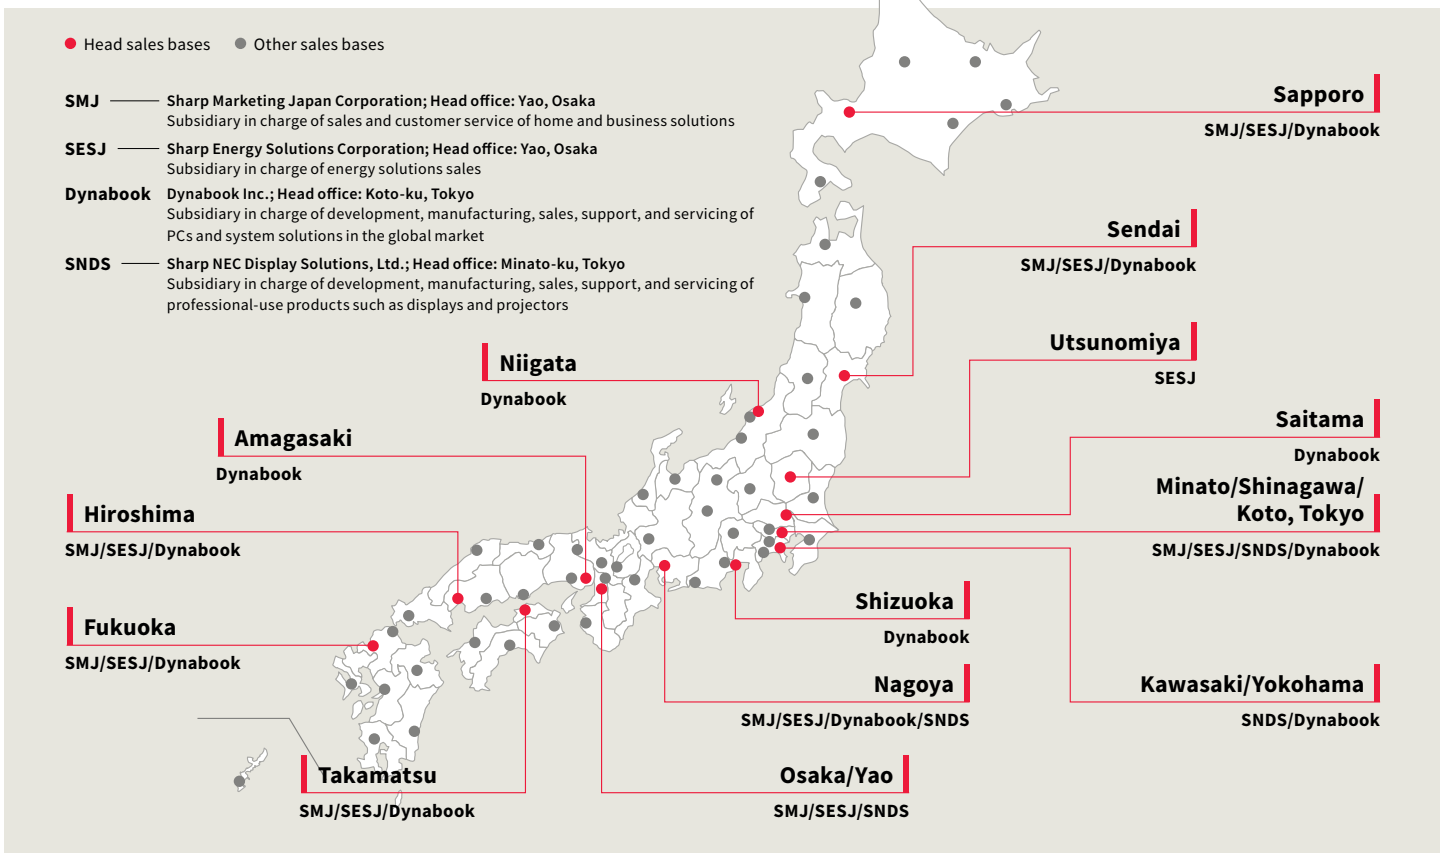 Head sales bases Other sales bases
SMJ Sharp Marketing Japan Corporation; Head office: Yao, Osaka
Subsidiary in charge of sales and customer service of home and business solutions
SESJ Sharp Energy Solutions Corporation; Head office: Yao, Osaka
Subsidiary in charge of energy solutions sales
Dynabook Dynabook Inc.; Head office: Koto-ku, Tokyo
Subsidiary in charge of development, manufacturing, sales, support, and servicing of
PCs and system solutions in the global market
SNDS Sharp NEC Display Solutions, Ltd.; Head office: Minato-ku, Tokyo
Subsidiary in charge of development, manufacturing, sales, support, and servicing of
professional-use products such as displays and projectors
Sapporo
SMJ/SESJ/Dynabook
Sendai
SMJ/SESJ/Dynabook
Utsunomiya
SESJ
Niigata
Dynabook
Saitama
Dynabook
Amagasaki
Dynabook
Minato/Shinagawa/
Koto, Tokyo
SMJ/SESJ/SNDS/Dynabook
Hiroshima
SMJ/SESJ/Dynabook
Shizuoka
Dynabook
Fukuoka
SMJ/SESJ/Dynabook
Nagoya
SMJ/SESJ/Dynabook/SNDS
Kawasaki/Yokohama
SNDS/Dynabook
Takamatsu
SMJ/SESJ/Dynabook
Osaka/Yao
SMJ/SESJ/SNDS